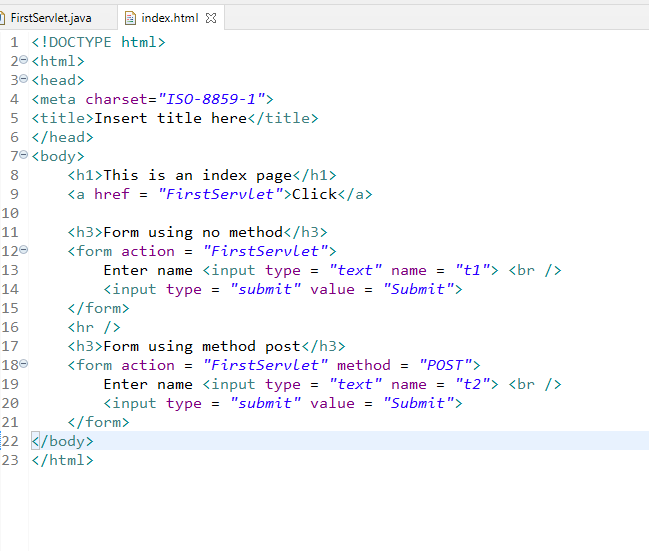 FirstServlet.java index.html
1 <!DOCTYPE html>
2 <html>
3 <head>
4 <meta charset="ISO-8859-1">
5 <title>Insert title here</title>
6 </head>
7 <body>
8     <h1>This is an index page</h1>
9     <a href = "FirstServlet">Click</a>
10
11     <h3>Form using no method</h3>
12     <form action = "FirstServlet">
13         Enter name <input type = "text" name = "t1"> <br />
14         <input type = "submit" value = "Submit">
15     </form>
16     <hr />
17     <h3>Form using method post</h3>
18     <form action = "FirstServlet" method = "POST">
19         Enter name <input type = "text" name = "t2"> <br />
20         <input type = "submit" value = "Submit">
21     </form>
22 </body>
23 </html>